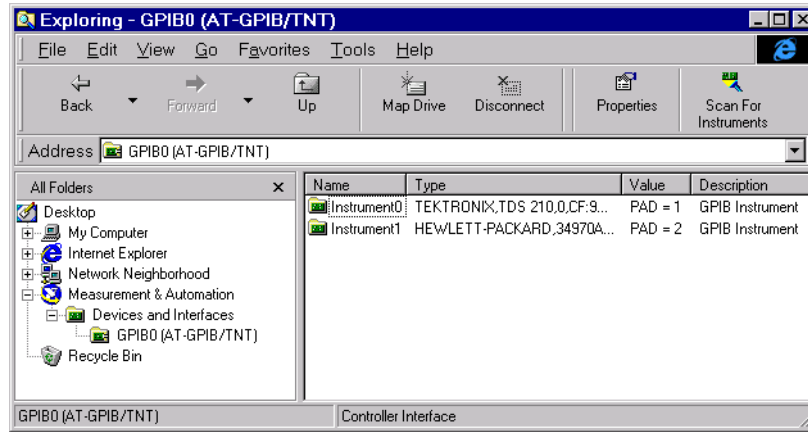 Exploring - GPIB0 (AT-GPIB/TNT)
File Edit View Go Favorites Tools Help
Back Forward Up Map Drive Disconnect Properties Scan For Instruments
Address GPIB0 (AT-GPIB/TNT)
All Folders x
Desktop
My Computer
Internet Explorer
Network Neighborhood
Measurement & Automation
Devices and Interfaces
GPIB0 (AT-GPIB/TNT)
Recycle Bin
Name Type Value Description
Instrument0 TEKTRONIX,TDS 210,0,CF:9... PAD = 1 GPIB Instrument
Instrument1 HEWLETT-PACKARD,34970A... PAD = 2 GPIB Instrument
GPIB0 (AT-GPIB/TNT) Controller Interface